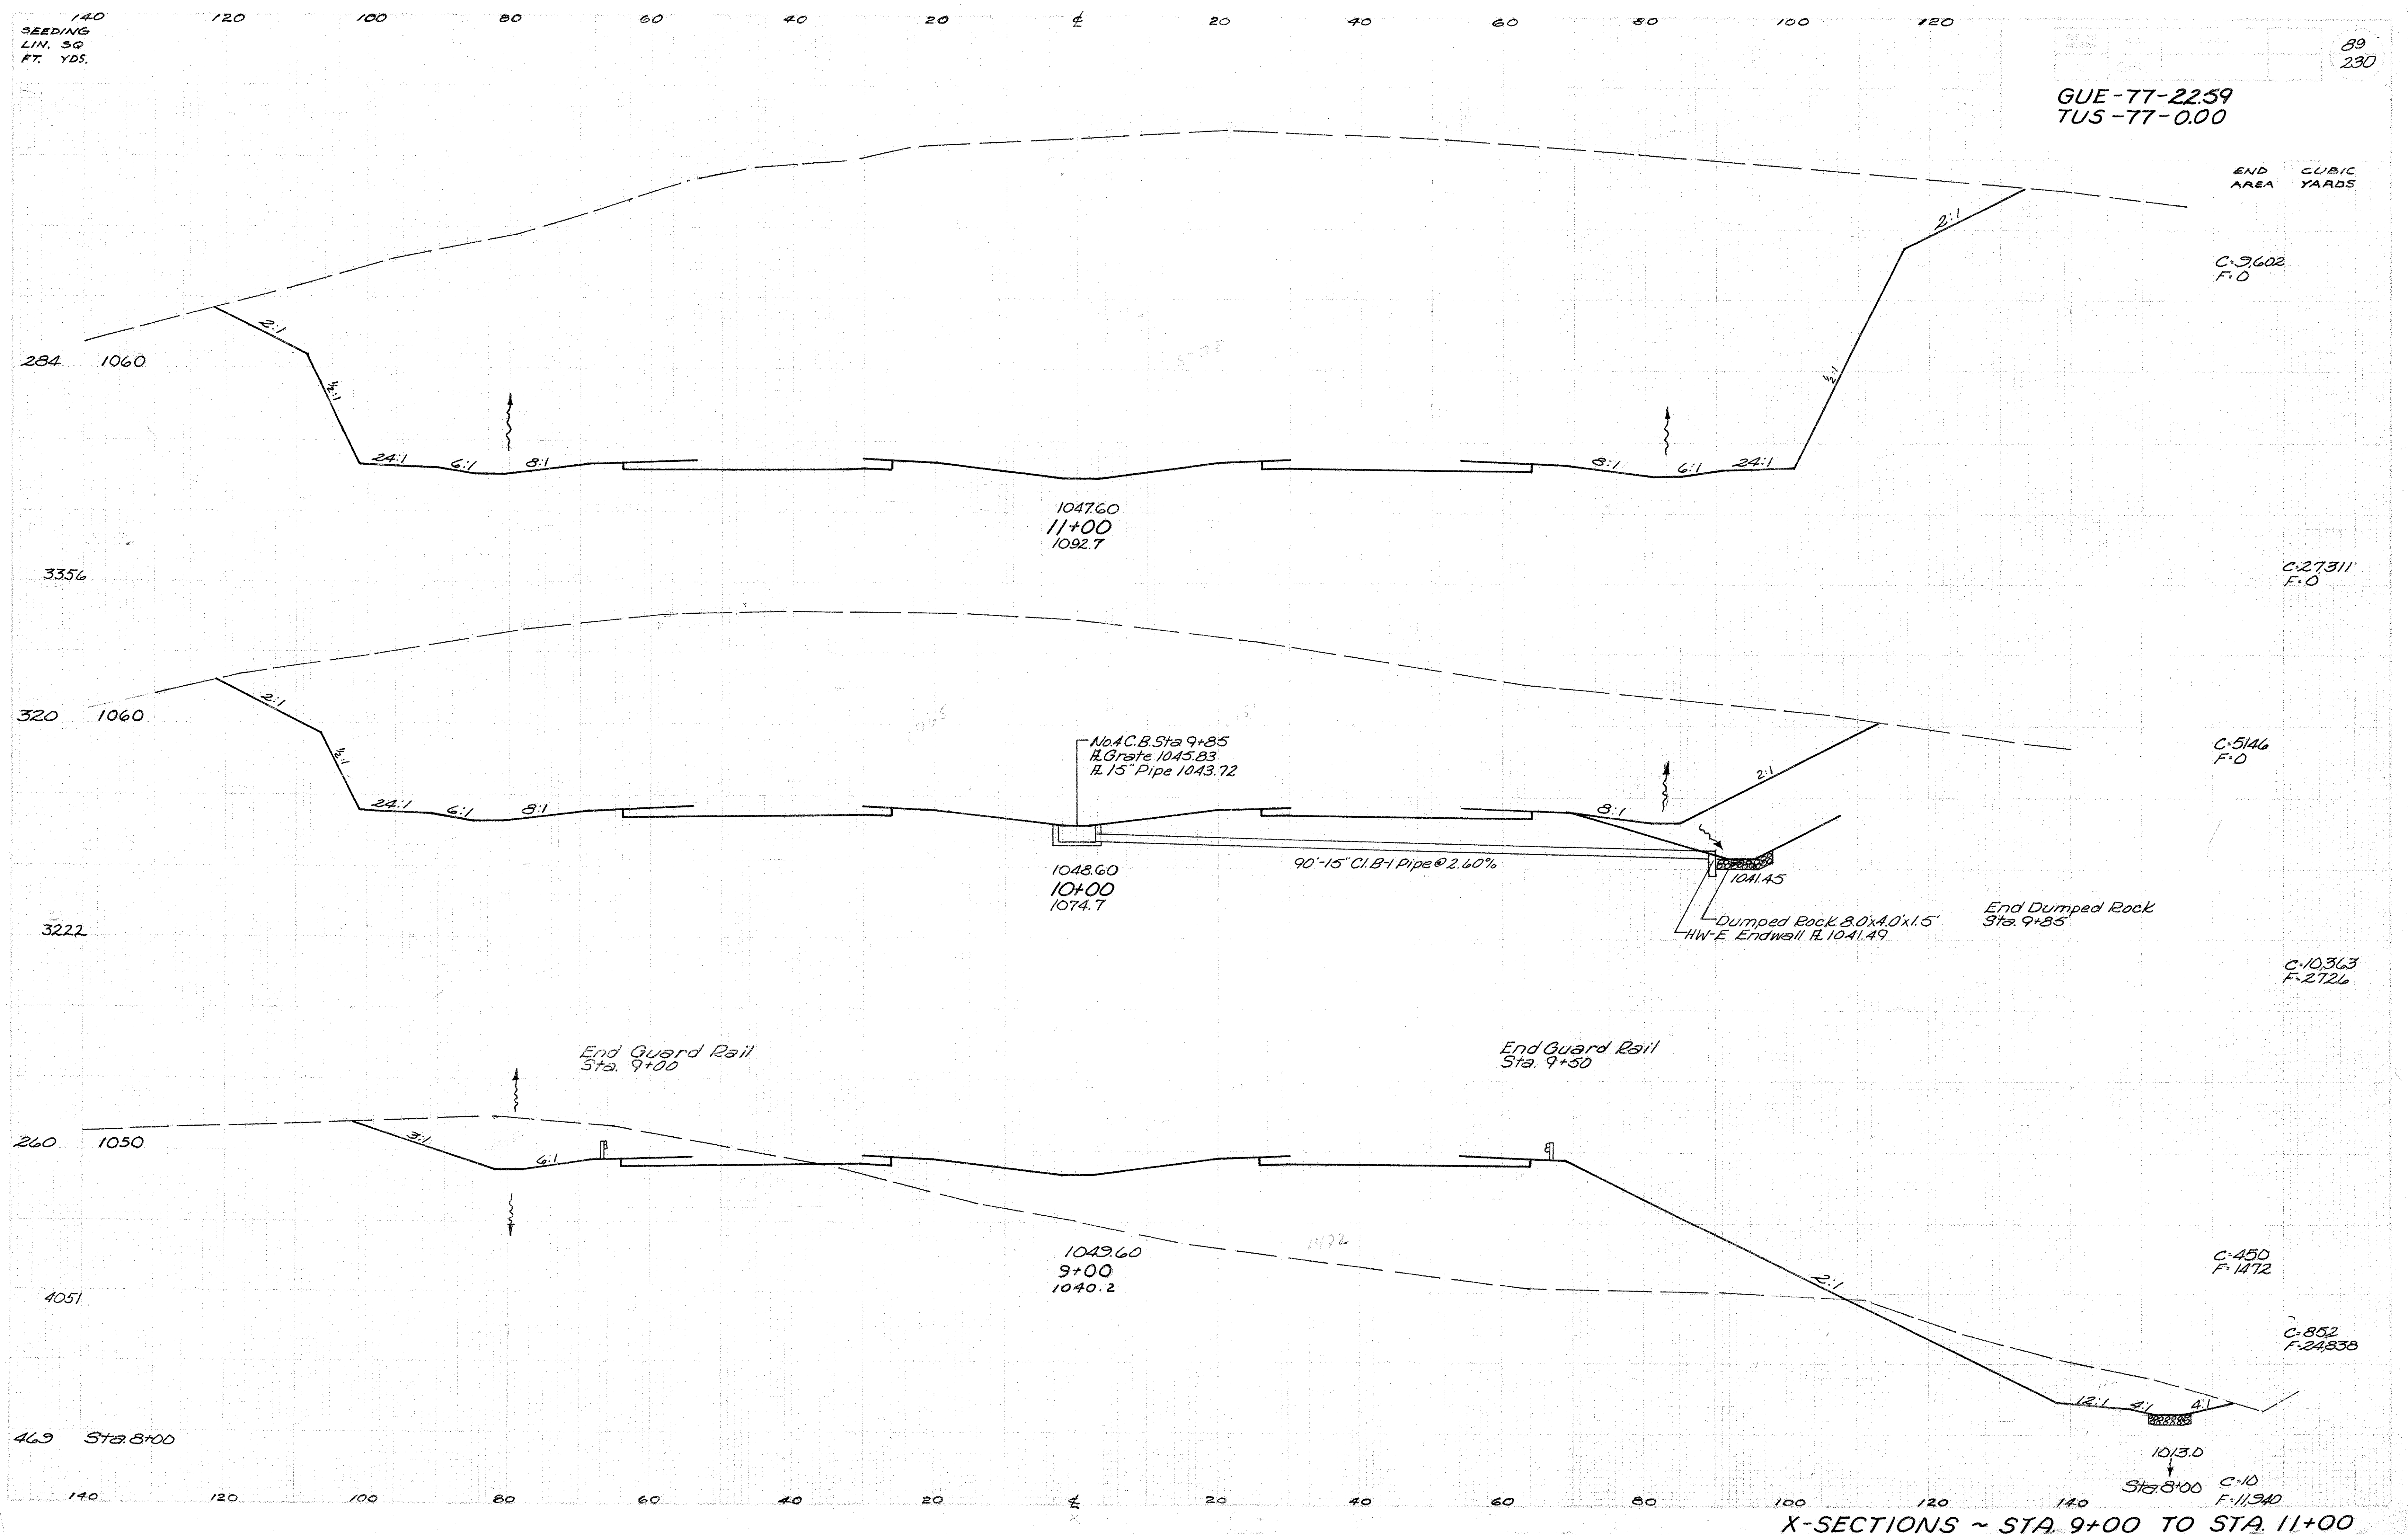 140 120 100 80 60 40 20 ℄ 20 40 60 80 100 120
SEEDING
LIN. SQ
FT. YDS.
89
230
GUE-77-22.59
TUS-77-0.00
END CUBIC
AREA YARDS
2:1
C=9,602
F=0
2:1
284 1060
½:1
½:1
24:1 6:1 8:1
8:1 6:1 24:1
1047.60
11+00
1092.7
3356
C=27,311
F=0
2:1
320 1060
½:1
No.4 C.B. Sta 9+85
℄ Grate 1045.83
℄ 15" Pipe 1043.72
2:1
C=5146
F=0
24:1 6:1 8:1
8:1
90'-15" Cl. B-1 Pipe @ 2.60%
1048.60
10+00
1074.7
1041.45
Dumped Rock 8.0'x4.0'x1.5'
HW-E Endwall ℄ 1041.49
End Dumped Rock
Sta. 9+85
3222
C=10,363
F=2726
End Guard Rail
Sta. 9+00
End Guard Rail
Sta. 9+50
260 1050
3:1
6:1
1472
1049.60
9+00
1040.2
2:1
C=450
F=1472
4051
C=852
F=24,838
12:1 4:1 4:1
469 Sta. 8+00
1013.0
Sta. 8+00
C=10
F=11,940
140 120 100 80 60 40 20 ℄ 20 40 60 80 100 120 140
X-SECTIONS ~ STA. 9+00 TO STA. 11+00